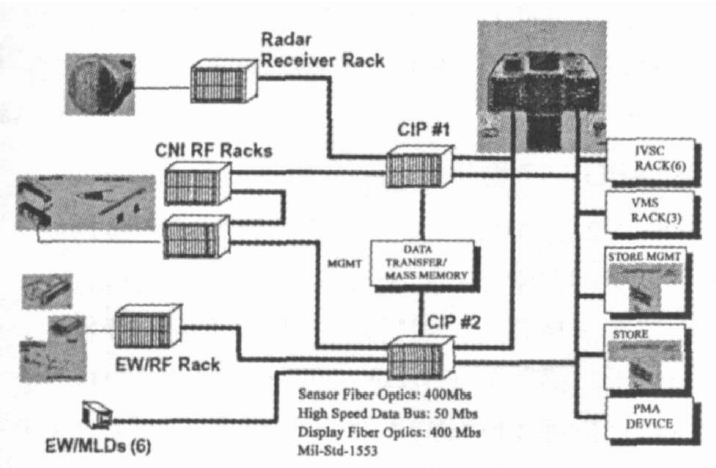 Radar
Receiver Rack
CIP #1
CNI RF Racks
IVSC
RACK(6)
VMS
RACK(3)
MGMT
DATA
TRANSFER/
MASS MEMORY
STORE MGMT
CIP #2
STORE
EW/RF Rack
Sensor Fiber Optics: 400Mbs
High Speed Data Bus: 50 Mbs
Display Fiber Optics: 400 Mbs
Mil-Std-1553
PMA
DEVICE
EW/MLDs (6)